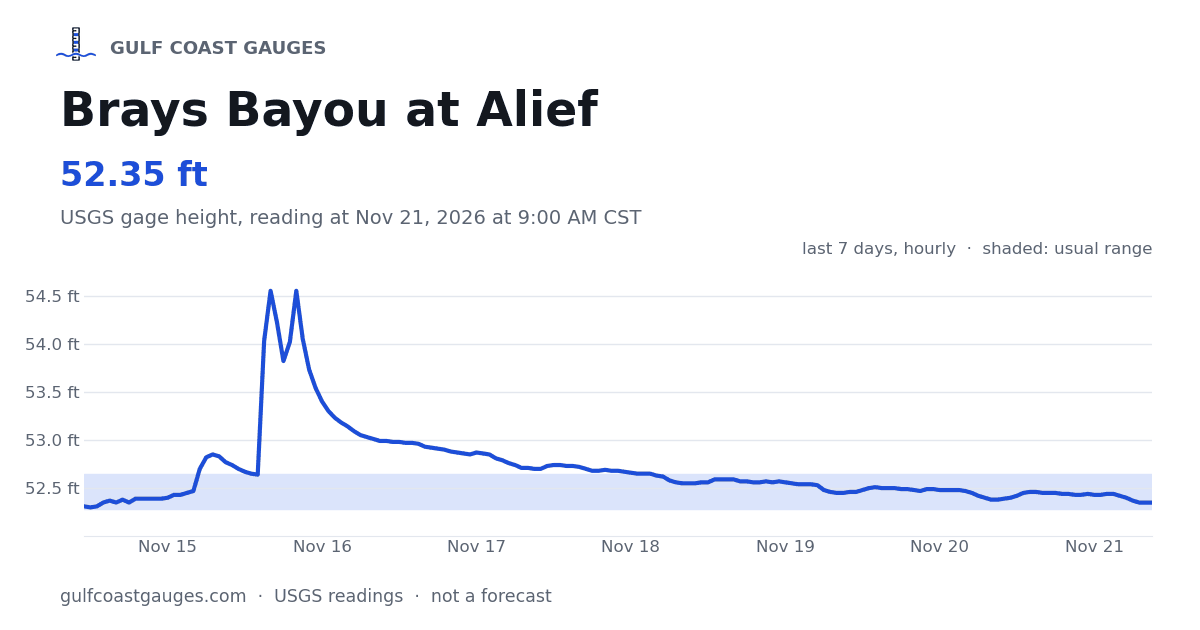 GULF COAST GAUGES
Brays Bayou at Alief
52.35 ft
USGS gage height, reading at Nov 21, 2026 at 9:00 AM CST
last 7 days, hourly · shaded: usual range
54.5 ft
54.0 ft
53.5 ft
53.0 ft
52.5 ft
Nov 15 Nov 16 Nov 17 Nov 18 Nov 19 Nov 20 Nov 21
gulfcoastgauges.com · USGS readings · not a forecast